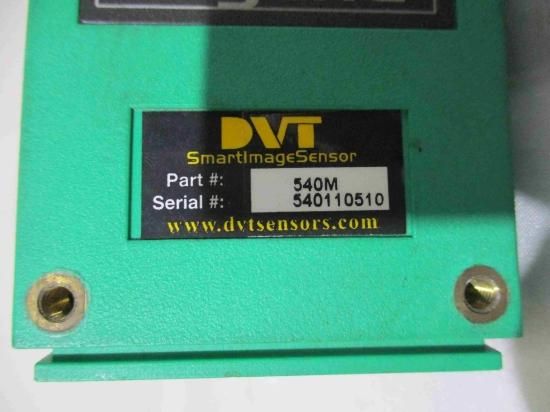 DVT
SmartImageSensor
Part #: 540M
Serial #: 540110510
www.dvtsensors.com